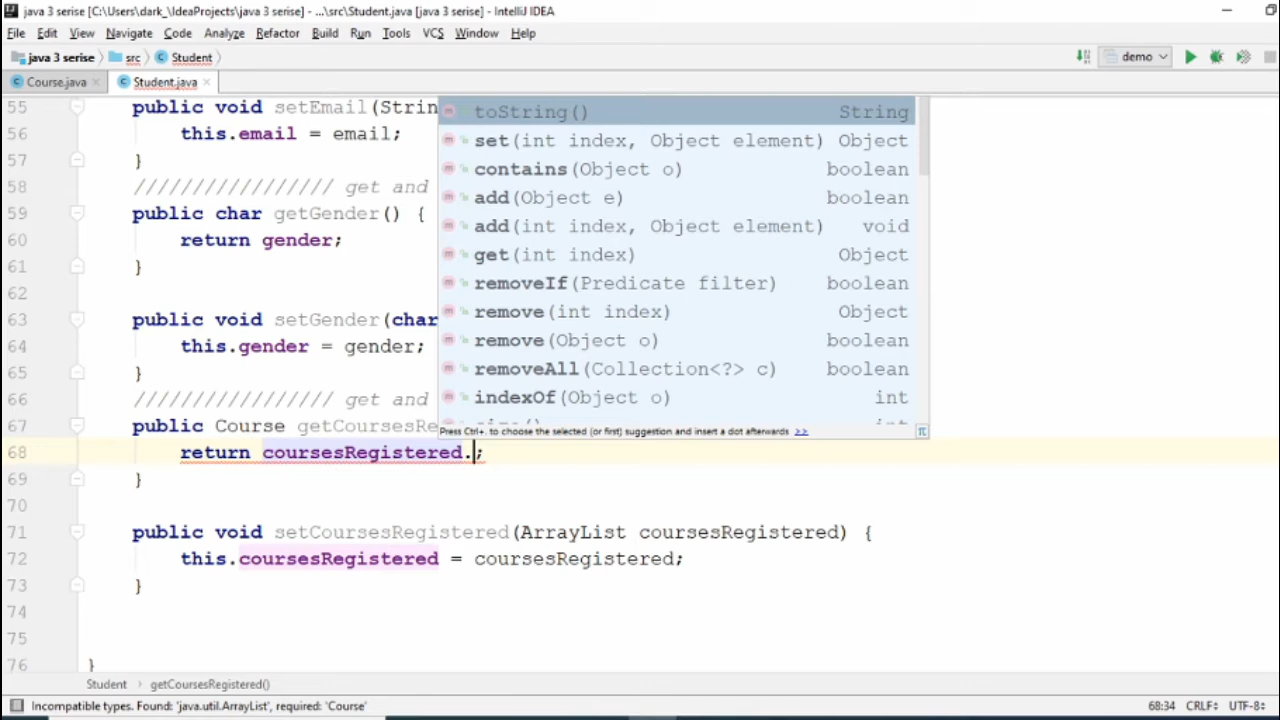 java 3 serise [C:\Users\dark_\IdeaProjects\java 3 serise] - ...\src\Student.java [java 3 serise] - IntelliJ IDEA
File Edit View Navigate Code Analyze Refactor Build Run Tools VCS Window Help
java 3 serise src Student demo
Course.java Student.java
55 public void setEmail(Strin
56 this.email = email;
57 }
58 ///////////////// get and
59 public char getGender() {
60 return gender;
61 }
62
63 public void setGender(char
64 this.gender = gender;
65 }
66 ///////////////// get and
67 public Course getCoursesRe
68 return coursesRegistered.;
69 }
70
71 public void setCoursesRegistered(ArrayList coursesRegistered) {
72 this.coursesRegistered = coursesRegistered;
73 }
74
75
76 }
toString() String
set(int index, Object element) Object
contains(Object o) boolean
add(Object e) boolean
add(int index, Object element) void
get(int index) Object
removeIf(Predicate filter) boolean
remove(int index) Object
remove(Object o) boolean
removeAll(Collection<?> c) boolean
indexOf(Object o) int
size() int
Press Ctrl+. to choose the selected (or first) suggestion and insert a dot afterwards >> π
Student getCoursesRegistered()
Incompatible types. Found: 'java.util.ArrayList', required: 'Course' 68:34 CRLF UTF-8